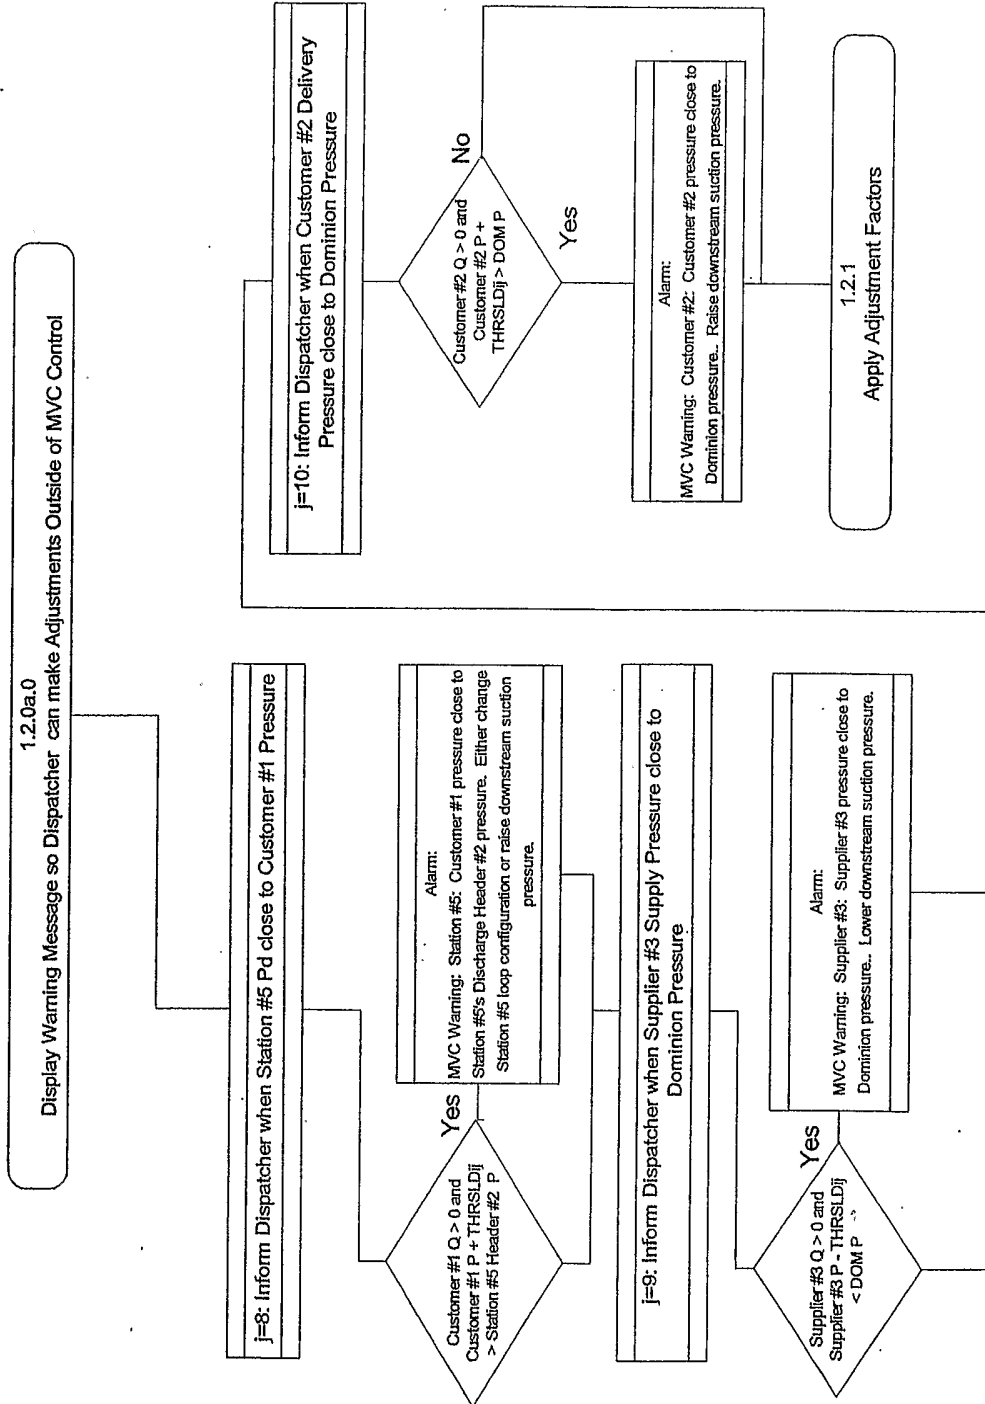 1.2.0a.0
Display Warning Message so Dispatcher can make Adjustments Outside of MVC Control
j=8: Inform Dispatcher when Station #5 Pd close to Customer #1 Pressure
Customer #1 Q > 0 and
Customer #1 P + THRSLDij
> Station #5 Header #2 P
Yes
Alarm:
MVC Warning: Station #5: Customer #1 pressure close to
Station #5's Discharge Header #2 pressure. Either change
Station #5 loop configuration or raise downstream suction
pressure.
j=9: Inform Dispatcher when Supplier #3 Supply Pressure close to
Dominion Pressure
Supplier #3 Q > 0 and
Supplier #3 P - THRSLDij
< DOM P
Yes
Alarm:
MVC Warning: Supplier #3: Supplier #3 pressure close to
Dominion pressure.. Lower downstream suction pressure.
j=10: Inform Dispatcher when Customer #2 Delivery
Pressure close to Dominion Pressure
Customer #2 Q > 0 and
Customer #2 P +
THRSLDij > DOM P
No
Yes
Alarm:
MVC Warning: Customer #2: Customer #2 pressure close to
Dominion pressure.. Raise downstream suction pressure.
1.2.1
Apply Adjustment Factors